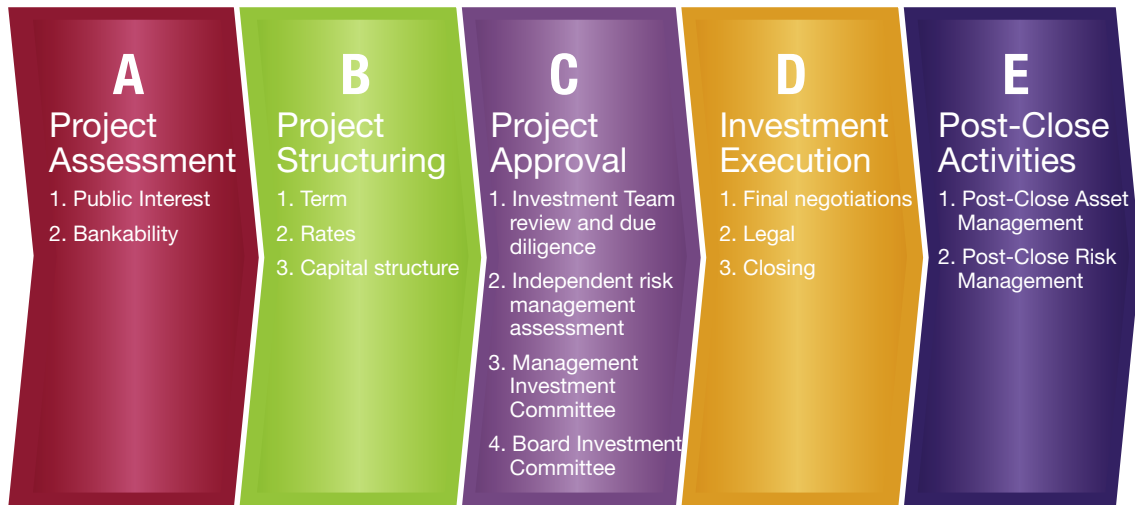 A
Project
Assessment
1. Public Interest
2. Bankability
B
Project
Structuring
1. Term
2. Rates
3. Capital structure
C
Project
Approval
1. Investment Team
review and due
diligence
2. Independent risk
management
assessment
3. Management
Investment
Committee
4. Board Investment
Committee
D
Investment
Execution
1. Final negotiations
2. Legal
3. Closing
E
Post-Close
Activities
1. Post-Close Asset
Management
2. Post-Close Risk
Management